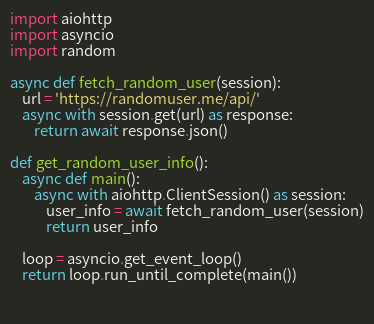 import aiohttp
import asyncio
import random

async def fetch_random_user(session):
    url = 'https://randomuser.me/api/'
    async with session.get(url) as response:
        return await response.json()

def get_random_user_info():
    async def main():
        async with aiohttp.ClientSession() as session:
            user_info = await fetch_random_user(session)
            return user_info

    loop = asyncio.get_event_loop()
    return loop.run_until_complete(main())